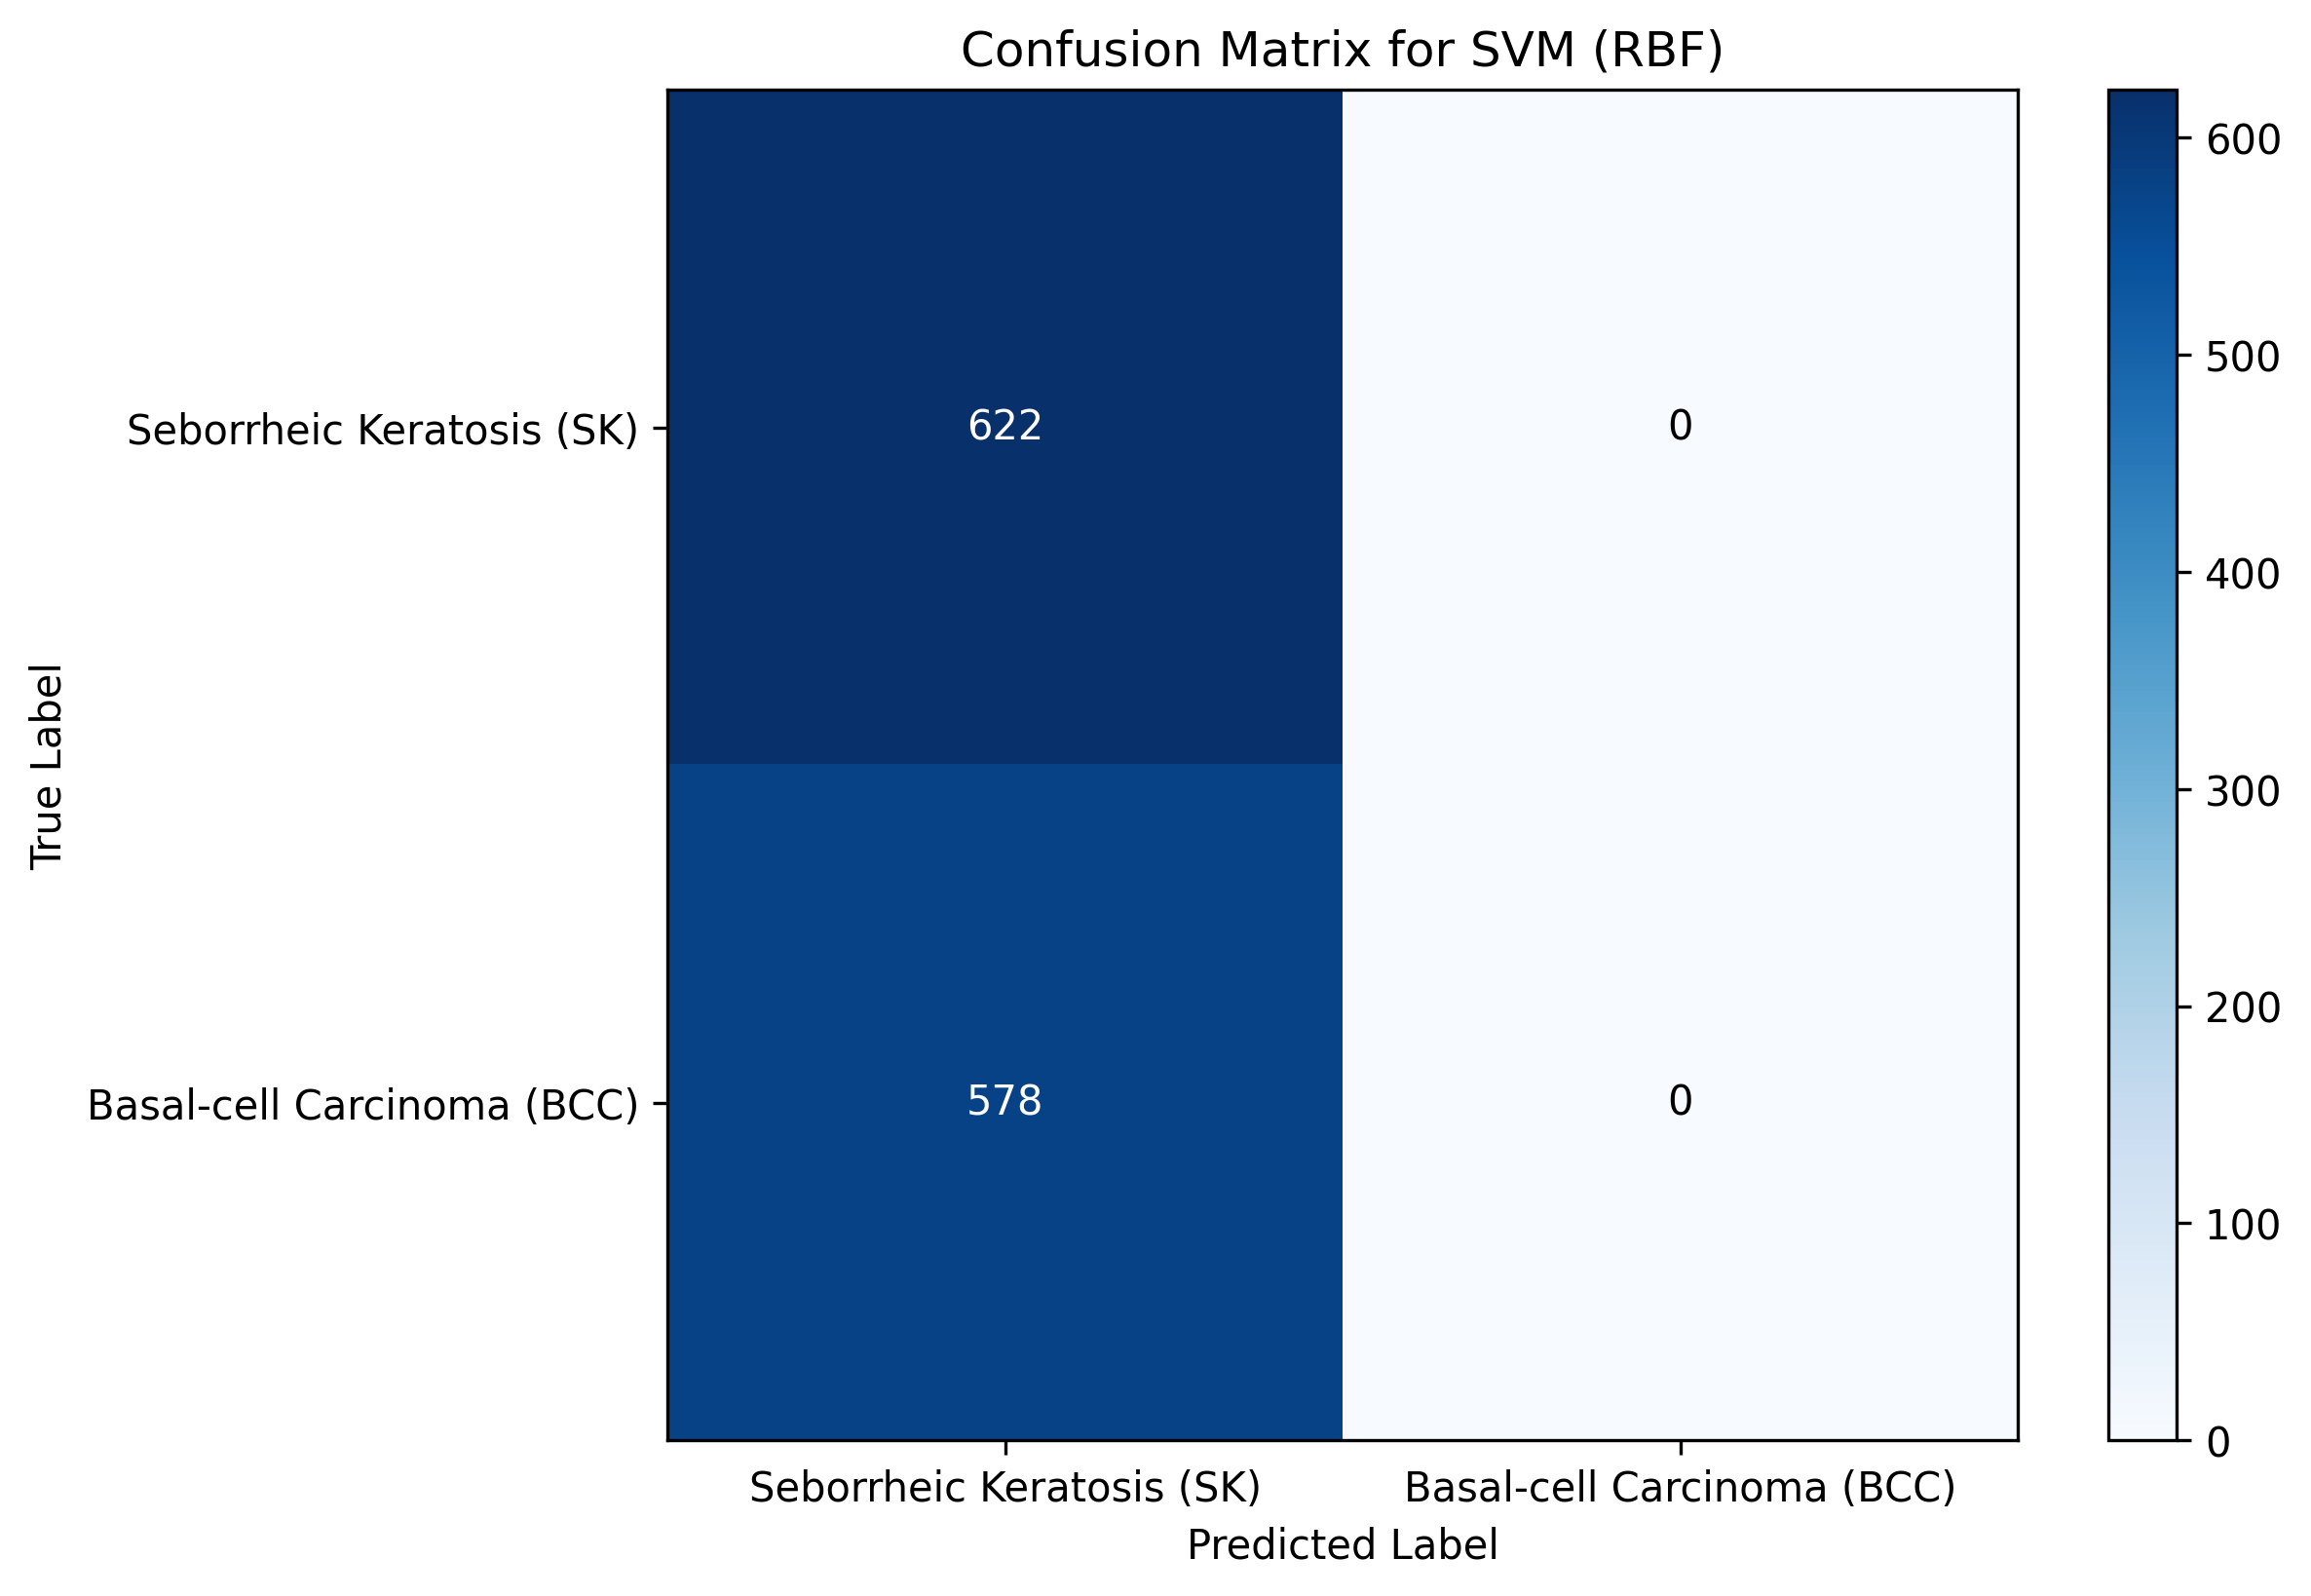 Confusion Matrix for SVM (RBF)
True Label
Seborrheic Keratosis (SK)
622
0
Basal-cell Carcinoma (BCC)
578
0
Seborrheic Keratosis (SK)
Basal-cell Carcinoma (BCC)
Predicted Label
600
500
400
300
200
100
0